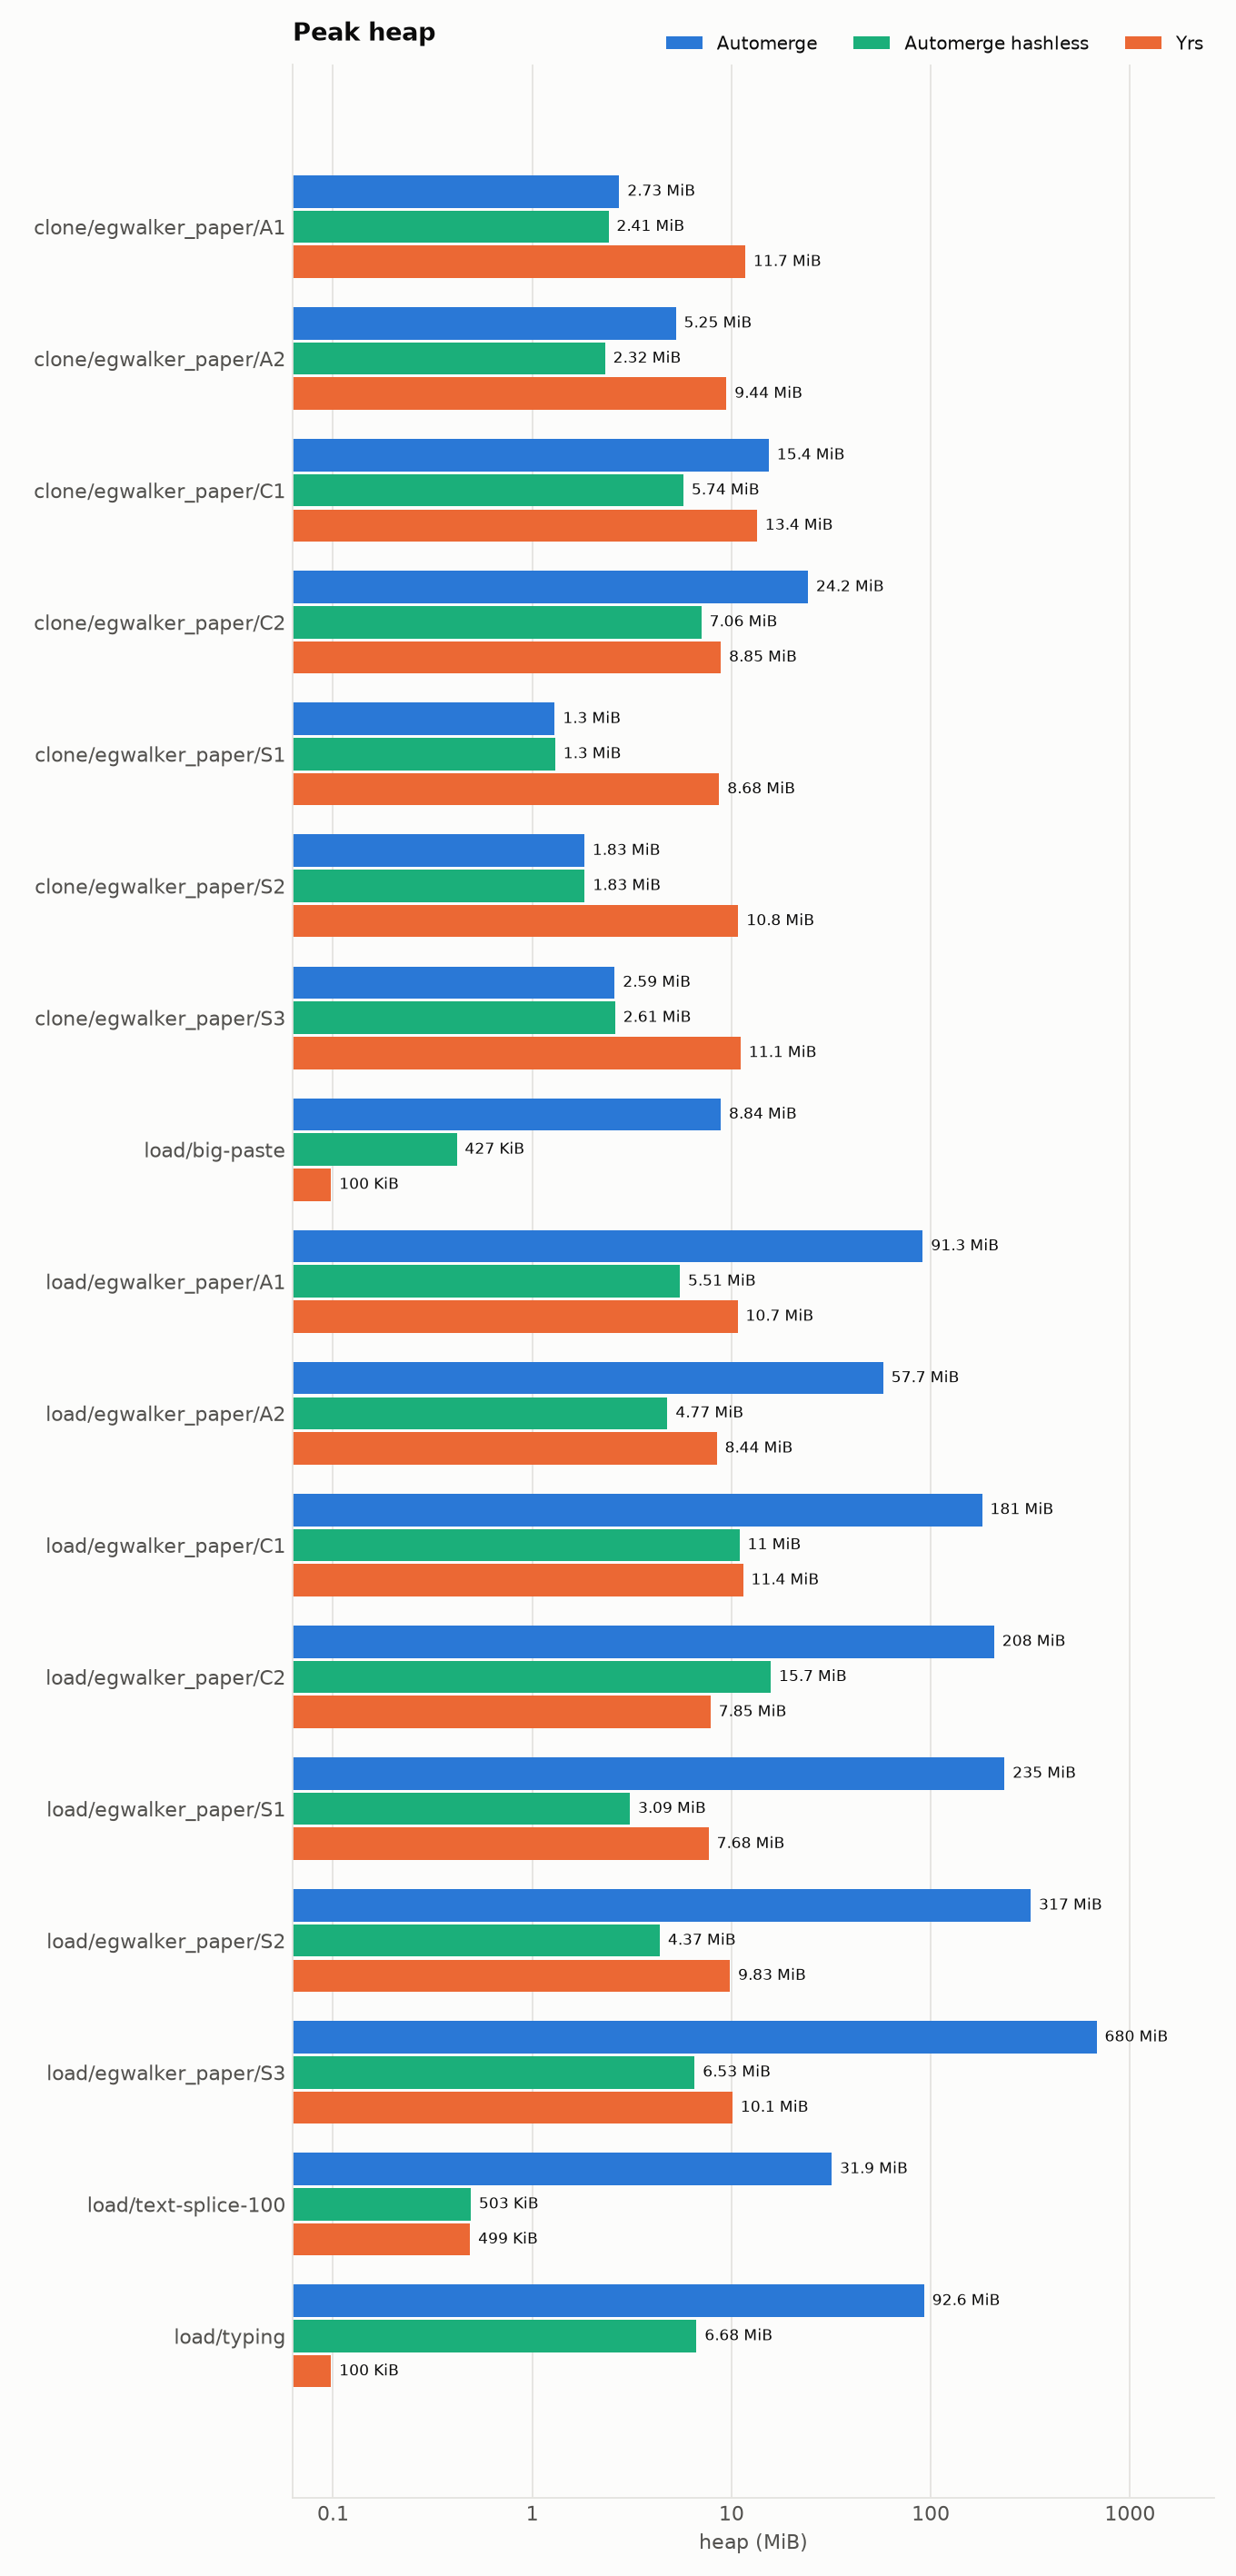 Peak heap
Automerge
Automerge hashless
Yrs
clone/egwalker_paper/A1
2.73 MiB
2.41 MiB
11.7 MiB
clone/egwalker_paper/A2
5.25 MiB
2.32 MiB
9.44 MiB
clone/egwalker_paper/C1
15.4 MiB
5.74 MiB
13.4 MiB
clone/egwalker_paper/C2
24.2 MiB
7.06 MiB
8.85 MiB
clone/egwalker_paper/S1
1.3 MiB
1.3 MiB
8.68 MiB
clone/egwalker_paper/S2
1.83 MiB
1.83 MiB
10.8 MiB
clone/egwalker_paper/S3
2.59 MiB
2.61 MiB
11.1 MiB
load/big-paste
8.84 MiB
427 KiB
100 KiB
load/egwalker_paper/A1
91.3 MiB
5.51 MiB
10.7 MiB
load/egwalker_paper/A2
57.7 MiB
4.77 MiB
8.44 MiB
load/egwalker_paper/C1
181 MiB
11 MiB
11.4 MiB
load/egwalker_paper/C2
208 MiB
15.7 MiB
7.85 MiB
load/egwalker_paper/S1
235 MiB
3.09 MiB
7.68 MiB
load/egwalker_paper/S2
317 MiB
4.37 MiB
9.83 MiB
load/egwalker_paper/S3
680 MiB
6.53 MiB
10.1 MiB
load/text-splice-100
31.9 MiB
503 KiB
499 KiB
load/typing
92.6 MiB
6.68 MiB
100 KiB
0.1
1
10
100
1000
heap (MiB)